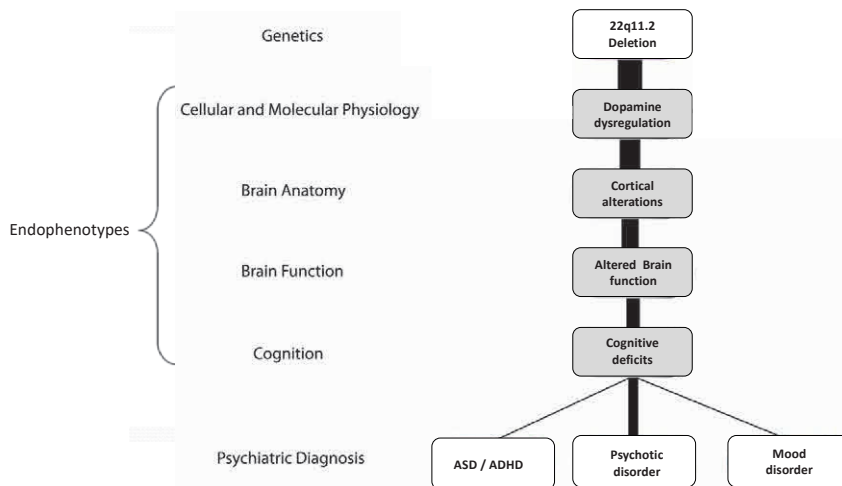 Genetics
22q11.2
Deletion
Cellular and Molecular Physiology
Dopamine
dysregulation
Brain Anatomy
Cortical
alterations
Endophenotypes
Brain Function
Altered Brain
function
Cognition
Cognitive
deficits
Psychiatric Diagnosis
ASD / ADHD
Psychotic
disorder
Mood
disorder